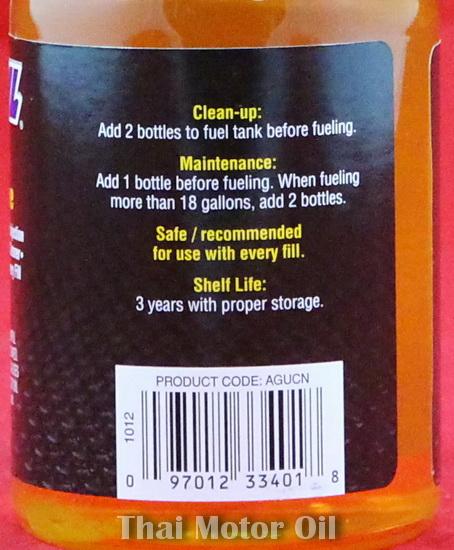 Clean-up:
Add 2 bottles to fuel tank before fueling.
Maintenance:
Add 1 bottle before fueling. When fueling
more than 18 gallons, add 2 bottles.
Safe / recommended
for use with every fill.
Shelf Life:
3 years with proper storage.
PRODUCT CODE: AGUCN
1012
0 97012 33401 8
Thai Motor Oil